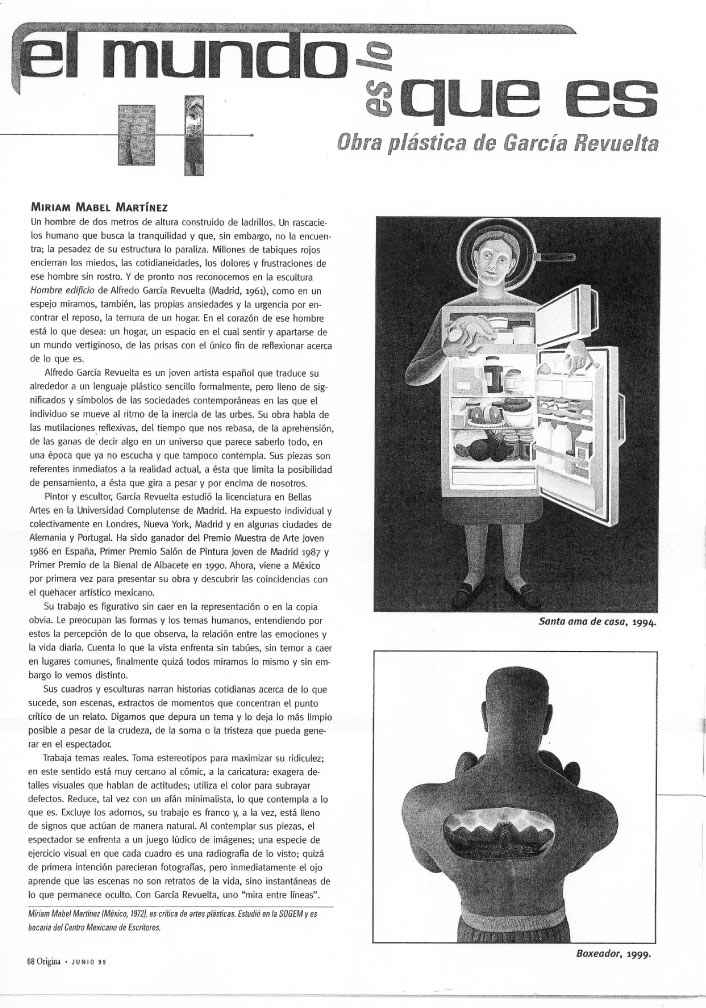 el mundo
es lo
que es
Obra plástica de García Revuelta
MIRIAM MABEL MARTÍNEZ
Un hombre de dos metros de altura construido de ladrillos. Un rascacie-
los humano que busca la tranquilidad y que, sin embargo, no la encuen-
tra; la pesadez de su estructura lo paraliza. Millones de tabiques rojos
encierran los miedos, las cotidianeidades, los dolores y frustraciones de
ese hombre sin rostro. Y de pronto nos reconocemos en la escultura
Hombre edificio de Alfredo García Revuelta (Madrid, 1961), como en un
espejo miramos, también, las propias ansiedades y la urgencia por en-
contrar el reposo, la ternura de un hogar. En el corazón de ese hombre
está lo que desea: un hogar, un espacio en el cual sentir y apartarse de
un mundo vertiginoso, de las prisas con el único fin de reflexionar acerca
de lo que es.
Alfredo García Revuelta es un joven artista español que traduce su
alrededor a un lenguaje plástico sencillo formalmente, pero lleno de sig-
nificados y símbolos de las sociedades contemporáneas en las que el
individuo se mueve al ritmo de la inercia de las urbes. Su obra habla de
las mutilaciones reflexivas, del tiempo que nos rebasa, de la aprehensión,
de las ganas de decir algo en un universo que parece saberlo todo, en
una época que ya no escucha y que tampoco contempla. Sus piezas son
referentes inmediatos a la realidad actual, a ésta que limita la posibilidad
de pensamiento, a ésta que gira a pesar y por encima de nosotros.
Pintor y escultor, García Revuelta estudió la licenciatura en Bellas
Artes en la Universidad Complutense de Madrid. Ha expuesto individual y
colectivamente en Londres, Nueva York, Madrid y en algunas ciudades de
Alemania y Portugal. Ha sido ganador del Premio Muestra de Arte Joven
1986 en España, Primer Premio Salón de Pintura Joven de Madrid 1987 y
Primer Premio de la Bienal de Albacete en 1990. Ahora, viene a México
por primera vez para presentar su obra y descubrir las coincidencias con
el quehacer artístico mexicano.
Su trabajo es figurativo sin caer en la representación o en la copia
obvia. Le preocupan las formas y los temas humanos, entendiendo por
estos la percepción de lo que observa, la relación entre las emociones y
la vida diaria. Cuenta lo que la vista enfrenta sin tabúes, sin temor a caer
en lugares comunes, finalmente quizá todos miramos lo mismo y sin em-
bargo lo vemos distinto.
Sus cuadros y esculturas narran historias cotidianas acerca de lo que
sucede, son escenas, extractos de momentos que concentran el punto
crítico de un relato. Digamos que depura un tema y lo deja lo más limpio
posible a pesar de la crudeza, de la sorna o la tristeza que pueda gene-
rar en el espectador.
Trabaja temas reales. Toma estereotipos para maximizar su ridiculez;
en este sentido está muy cercano al cómic, a la caricatura: exagera de-
talles visuales que hablan de actitudes; utiliza el color para subrayar
defectos. Reduce, tal vez con un afán minimalista, lo que contempla a lo
que es. Excluye los adornos, su trabajo es franco y, a la vez, está lleno
de signos que actúan de manera natural. Al contemplar sus piezas, el
espectador se enfrenta a un juego lúdico de imágenes; una especie de
ejercicio visual en que cada cuadro es una radiografía de lo visto; quizá
de primera intención parecieran fotografías, pero inmediatamente el ojo
aprende que las escenas no son retratos de la vida, sino instantáneas de
lo que permanece oculto. Con García Revuelta, uno "mira entre líneas".
Miriam Mabel Martínez (México, 1972), es crítica de artes plásticas. Estudió en la SOGEM y es
becaria del Centro Mexicano de Escritores.
68 Origina • JUNIO 99
Santa ama de casa, 1994.
Boxeador, 1999.